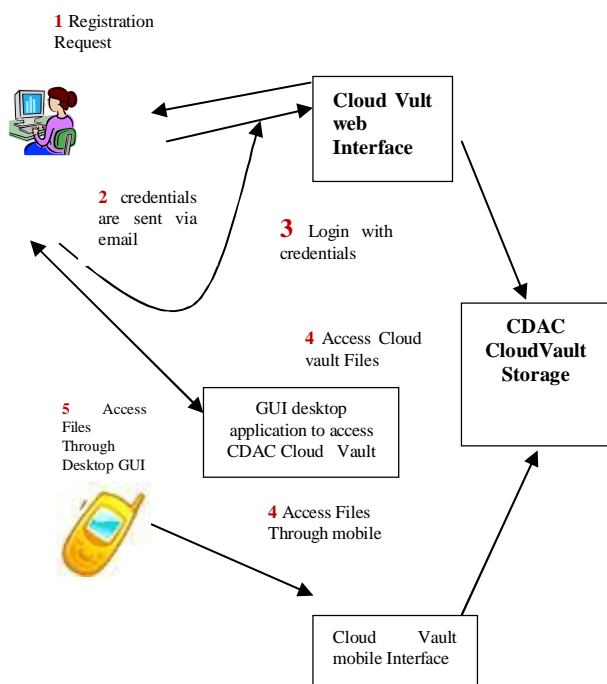 1 Registration
Request
Cloud Vult
web
Interface
2 credentials
are sent via
email
3 Login with
credentials
CDAC
CloudVault
Storage
4 Access Cloud
vault Files
GUI desktop
application to access
CDAC Cloud Vault
5 Access
Files
Through
Desktop GUI
4 Access Files
Through mobile
Cloud Vault
mobile Interface